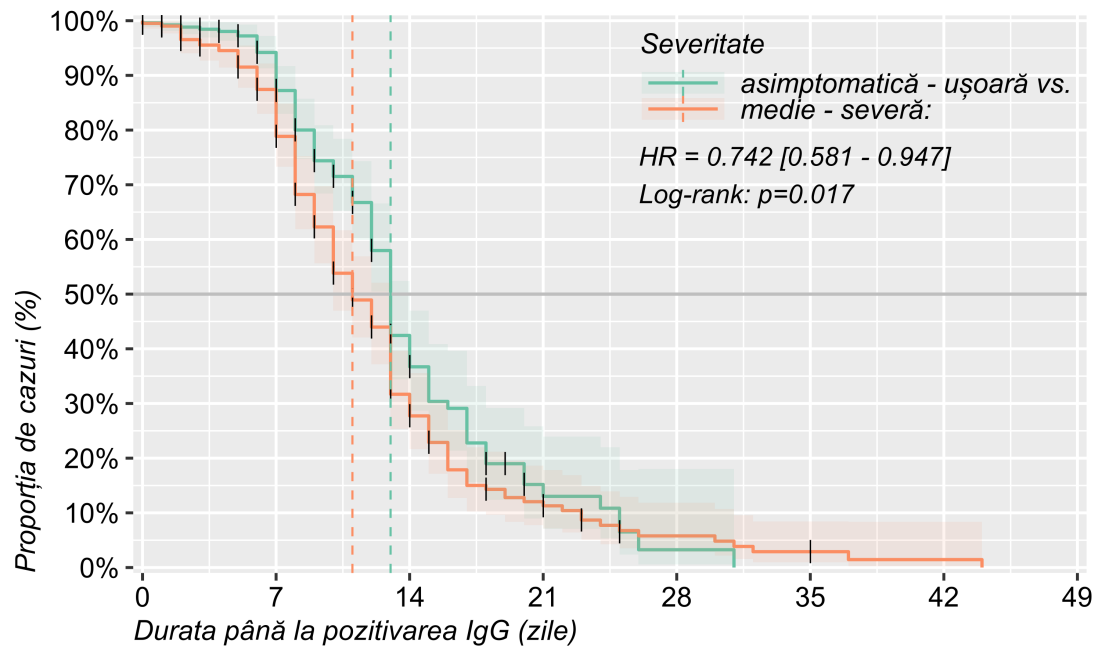 Severitate
asimptomatică - ușoară vs.
medie - severă:
HR = 0.742 [0.581 - 0.947]
Log-rank: p=0.017
100%
90%
80%
70%
60%
50%
40%
30%
20%
10%
0%
Proporția de cazuri (%)
0 7 14 21 28 35 42 49
Durata până la pozitivarea IgG (zile)